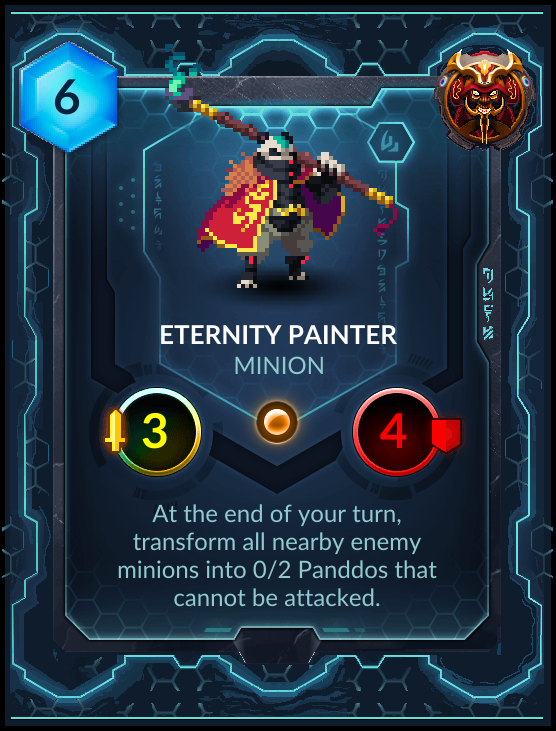 6
ETERNITY PAINTER
MINION
3
4
At the end of your turn,
transform all nearby enemy
minions into 0/2 Panddos that
cannot be attacked.